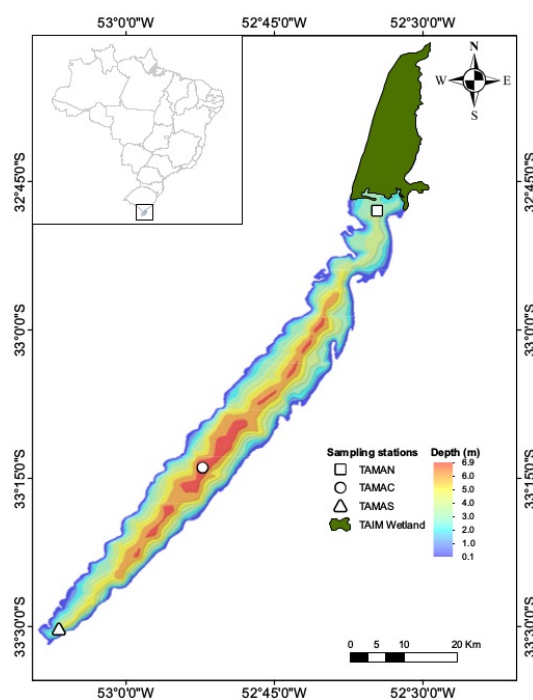 53°0'0"W 52°45'0"W 52°30'0"W
N
W E
S
32°45'0"S 32°45'0"S
33°0'0"S 33°0'0"S
Sampling stations Depth (m)
TAMAN 6.9
TAMAC 6.0
TAMAS 5.0
TAIM Wetland 4.0
3.0
2.0
1.0
0.1
33°15'0"S 33°15'0"S
33°30'0"S 33°30'0"S
0 5 10 20 Km
53°0'0"W 52°45'0"W 52°30'0"W